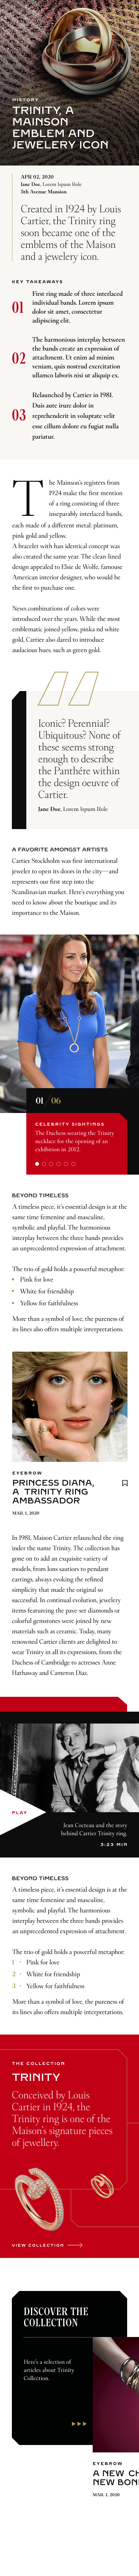 HISTORY
TRINITY, A
MAINSON
EMBLEM AND
JEWELERY ICON
APR 02, 2020
Jane Doe, Lorem Ispum Role
5th Avenue Mansion
Created in 1924 by Louis
Cartier, the Trinity ring
soon became one of the
emblems of the Maison
and a jewelry icon.
KEY TAKEAWAYS
01
First ring made of three interlaced
individual bands. Lorem ipsum
dolor sit amet, consectetur
adipiscing elit.
02
The harmonious interplay between
the bands create an expression of
attachment. Ut enim ad minim
veniam, quis nostrud exercitation
ullamco laboris nisi ut aliquip ex.
03
Relaunched by Cartier in 1981.
Duis aute irure dolor in
reprehenderit in voluptate velit
esse cillum dolore eu fugiat nulla
pariatur.
The Maison's registers from
1924 make the first mention
of a ring consisting of three
separably interlaced bands,
each made of a different metal: platinum,
pink gold and yellow.
A bracelet with an identical concept was
also created the same year. The clean-lined
design appealed to Elsie de Wolfe, famous
American interior designer, who would be
the first to purchase one.
News combinations of colors were
introduced over the years. While the most
emblematic joined yellow, pinka nd white
gold, Cartier also dared to introduce
audacious hues, such as green gold.
Iconic? Perennial?
Ubiquitous? None of
these seems strong
enough to describe
the Panthére within
the design oeuvre of
Cartier.
Jane Doe, Lorem Ispum Role
A FAVORITE AMONGST ARTISTS
Cartier Stockholm was first international
jeweler to open its doors in the city—and
represents our first step into the
Scandinavian market. Here's everything you
need to know about the boutique and its
importance to the Maison.
01 / 06
CELEBRITY SIGHTINGS
The Duchess wearing the Trinity
necklace for the opening of an
exhibition in 2012.
BEYOND TIMELESS
A timeless piece, it's essential design is at the
same time femenine and masculine,
symbolic and playful. The harmonious
interplay between the three bands provides
an unprecedented expression of attachment.
The trio of gold holds a powerful metaphor:
• Pink for love
• White for friendship
• Yellow for faithfulness
More than a symbol of love, the pureness of
its lines also offers multiple interpretations.
EYEBROW
PRINCESS DIANA,
A TRINITY RING
AMBASSADOR
MAR. 1, 2020
In 1981, Maison Cartier relaunched the ring
under the name Trinity. The collection then
came on to add an exquisite variety of
models, from loops lain out to pendant
earrings, always evoking the refined
simplicity that made the original so
successful. In continual evolution, jewelry
items featuring the pave-set diamonds or
colorful gemstones were joined by new
materials such as ceramic. Today, many
renowned Cartier clients are delighted to
wear Trinity in all its expressions, from the
Duchess of Cambridge to actresses Anne
Hathaway and Cameron Diaz.
PLAY
Jean Cocteau and the story
behind Cartier Trinity ring.
3:23 MIN
BEYOND TIMELESS
A timeless piece, it's essential design is at the
same time femenine and masculine,
symbolic and playful. The harmonious
interplay between the three bands provides
an unprecedented expression of attachment.
The trio of gold holds a powerful metaphor:
1 • Pink for love
2 • White for friendship
3 • Yellow for faithfulness
More than a symbol of love, the pureness of
its lines also offers multiple interpretations.
THE COLLECTION
TRINITY
Conceived by Louis
Cartier in 1924, the
Trinity ring is one of the
Maison's signature pieces
of jewellery.
VIEW COLLECTION
DISCOVER THE
COLLECTION
Here's a selection of
articles about Trinity
Collection.
EYEBROW
A NEW CH
NEW BON
MAR. 1, 2020